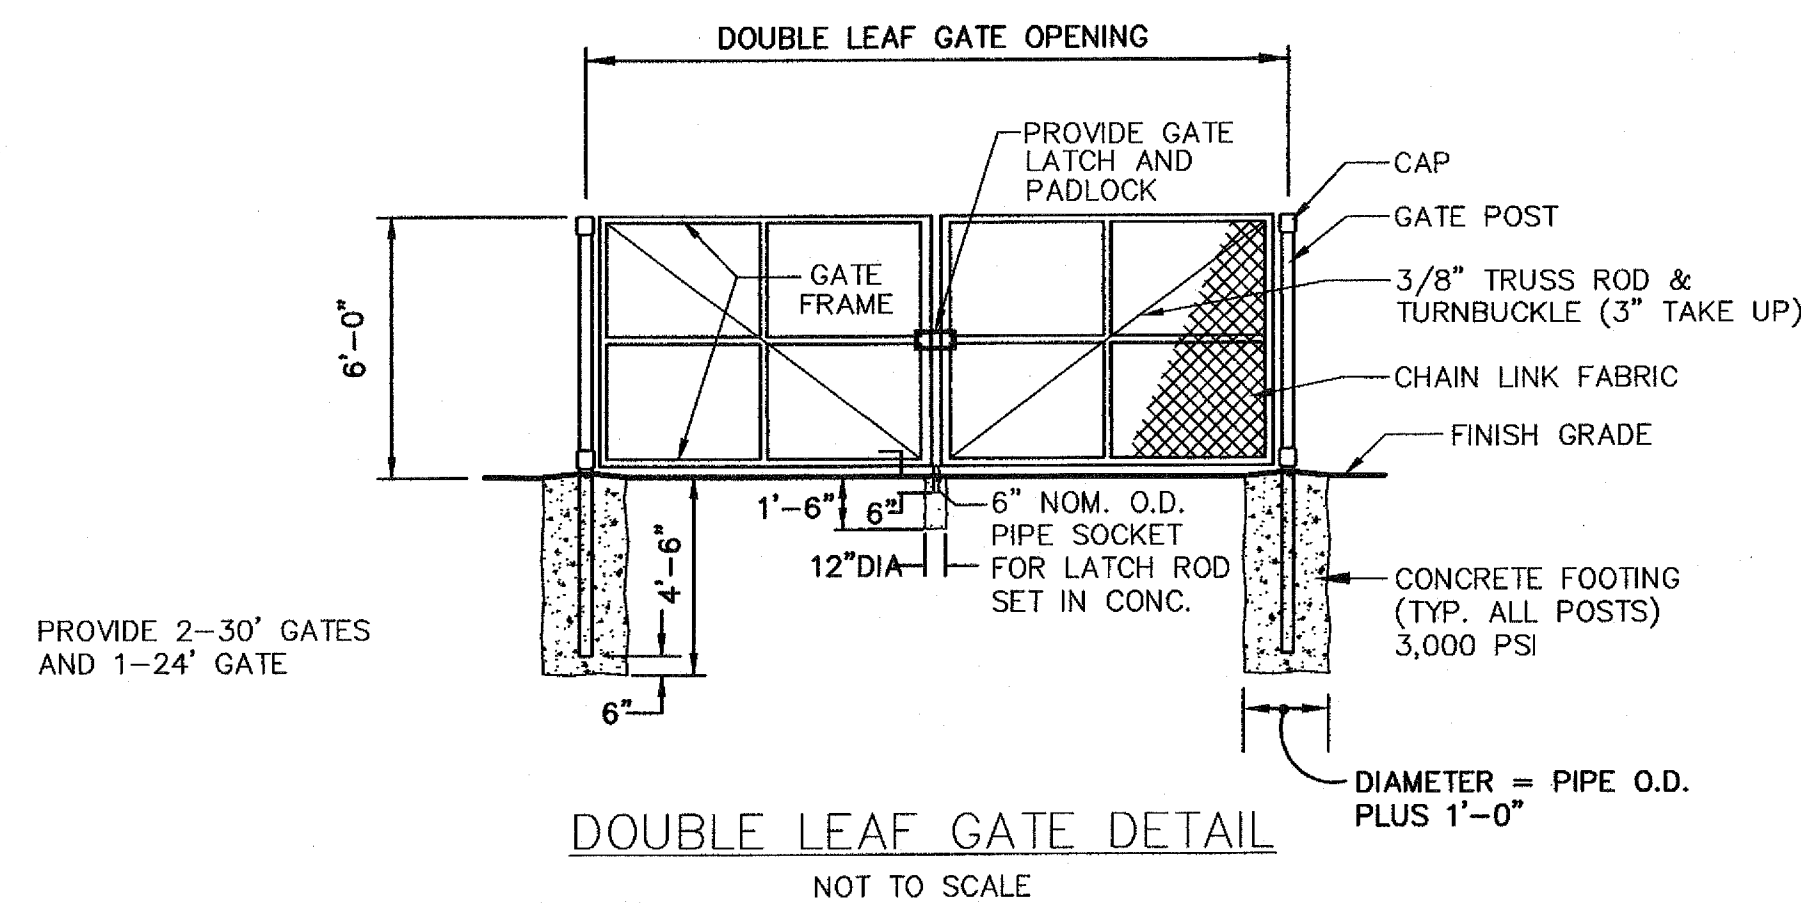 DOUBLE LEAF GATE OPENING
PROVIDE GATE
LATCH AND
PADLOCK
CAP
GATE POST
3/8" TRUSS ROD &
TURNBUCKLE (3" TAKE UP)
CHAIN LINK FABRIC
FINISH GRADE
GATE
FRAME
6'-0"
1'-6"
6"
12"DIA
4'-6"
6"
6" NOM. O.D.
PIPE SOCKET
FOR LATCH ROD
SET IN CONC.
CONCRETE FOOTING
(TYP. ALL POSTS)
3,000 PSI
PROVIDE 2-30' GATES
AND 1-24' GATE
DIAMETER = PIPE O.D.
PLUS 1'-0"
DOUBLE LEAF GATE DETAIL
NOT TO SCALE